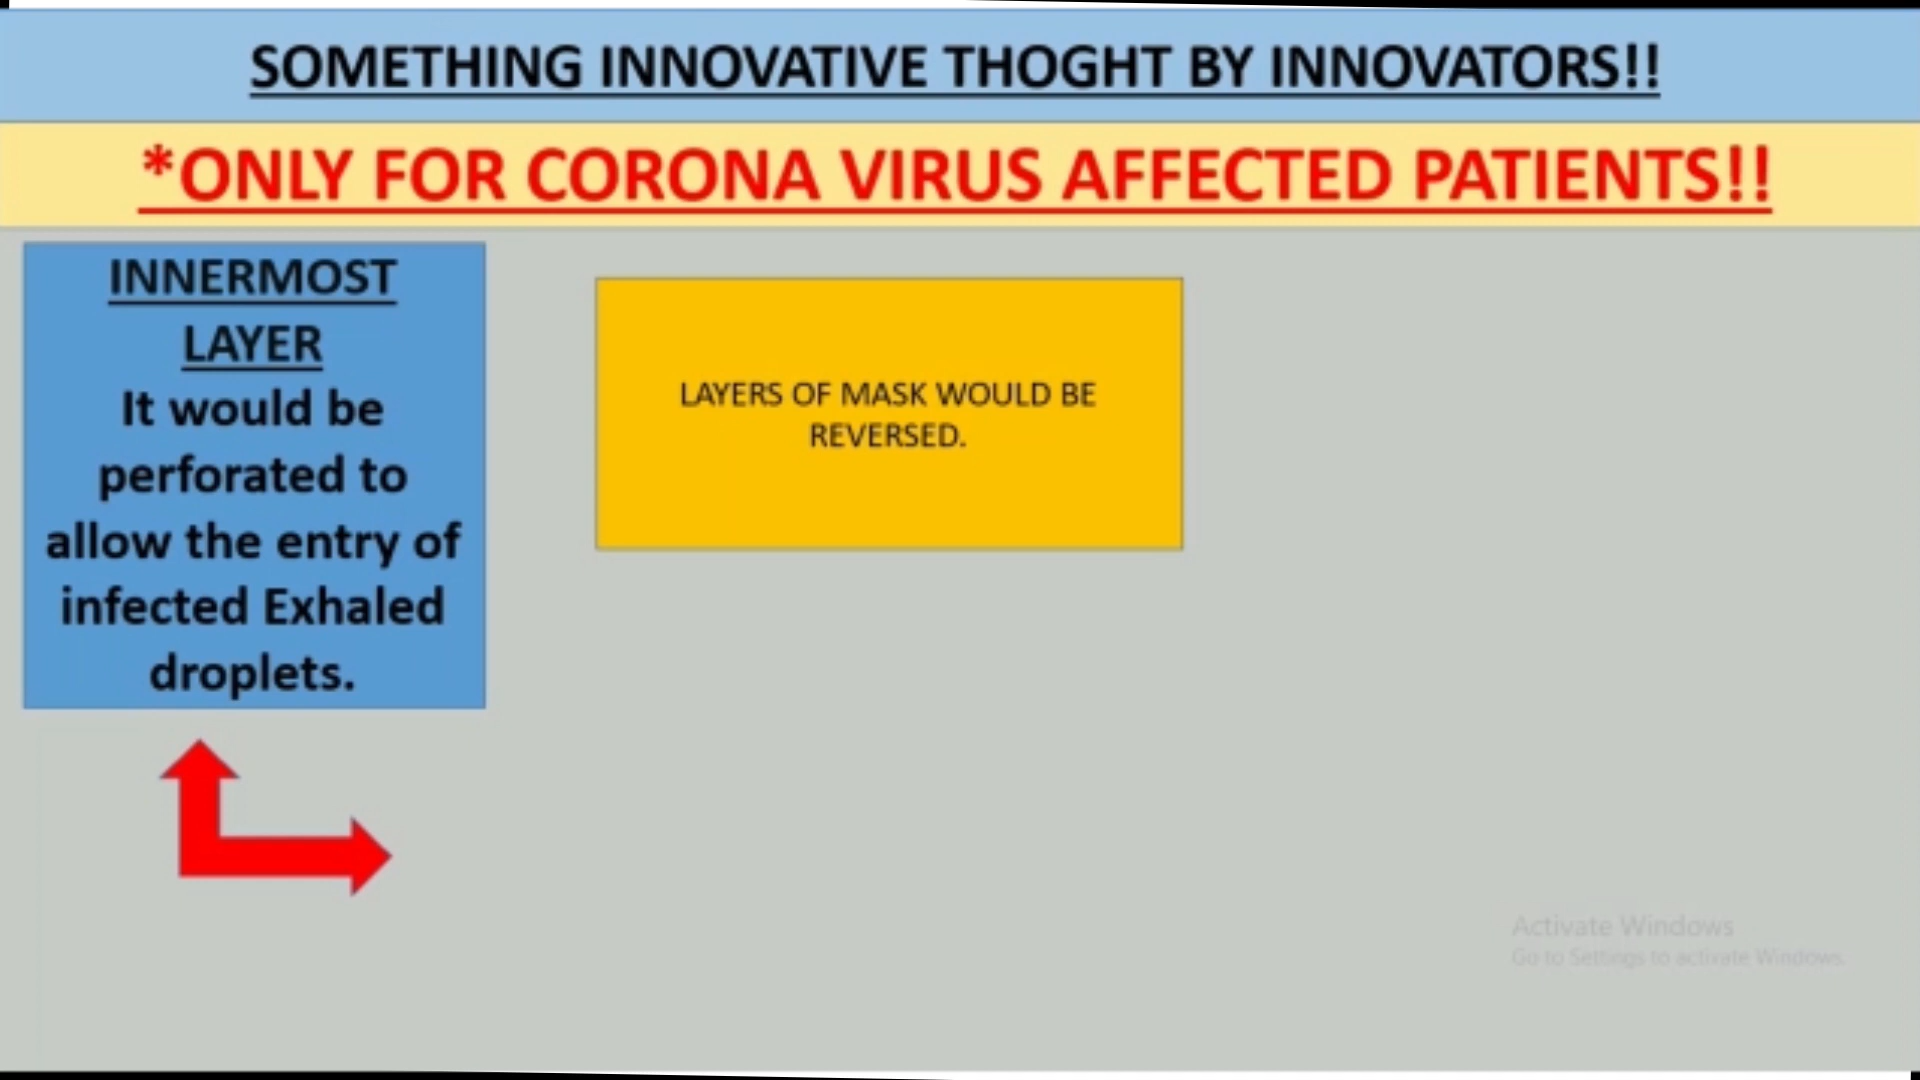 SOMETHING INNOVATIVE THOGHT BY INNOVATORS!!
*ONLY FOR CORONA VIRUS AFFECTED PATIENTS!!
INNERMOST
LAYER
It would be
perforated to
allow the entry of
infected Exhaled
droplets.
LAYERS OF MASK WOULD BE
REVERSED.
Activate Windows
Go to Settings to activate Windows.